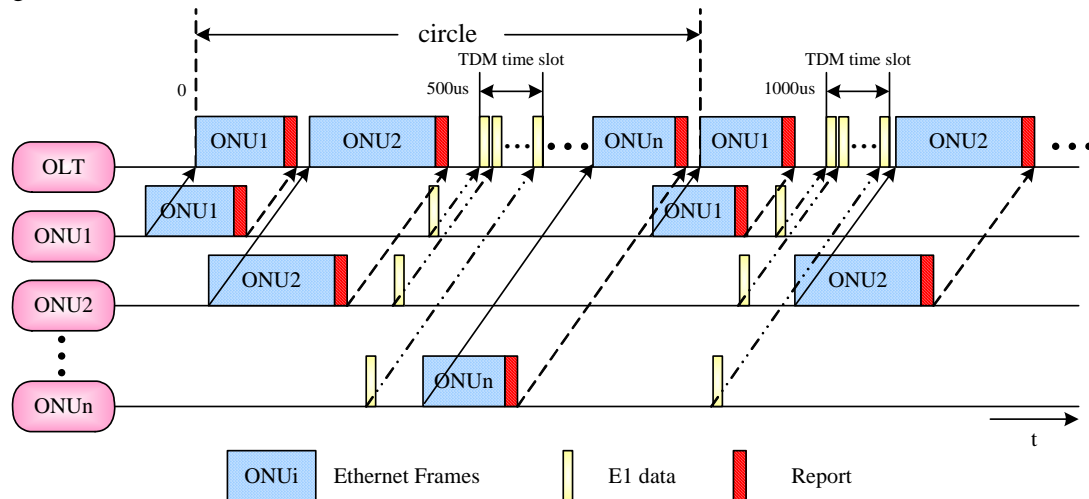 circle
TDM time slot
TDM time slot
0
500us
1000us
ONU1
ONU2
ONUn
ONU1
ONU2
OLT
ONU1
ONU1
ONU1
ONU2
ONU2
ONU2
ONUn
ONUn
t
ONUi
Ethernet Frames
E1 data
Report